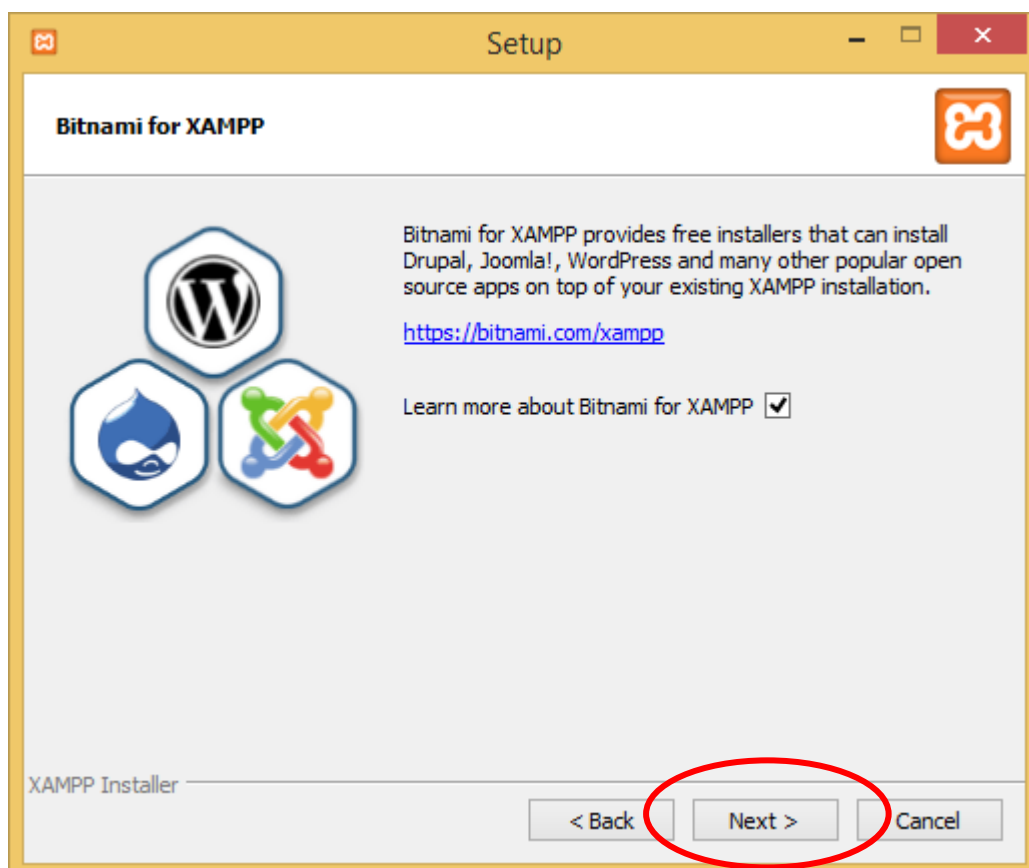 Setup
Bitnami for XAMPP
Bitnami for XAMPP provides free installers that can install
Drupal, Joomla!, WordPress and many other popular open
source apps on top of your existing XAMPP installation.
https://bitnami.com/xampp
Learn more about Bitnami for XAMPP
XAMPP Installer
< Back
Next >
Cancel